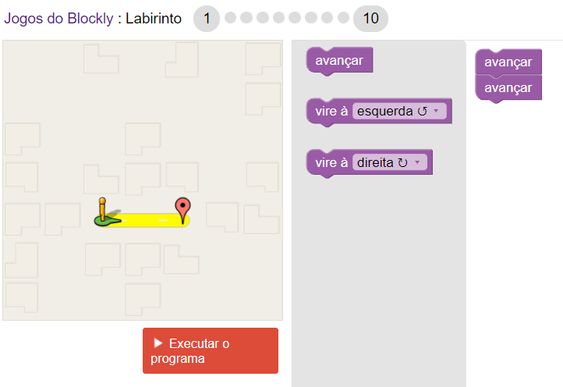 Jogos do Blockly : Labirinto 1 10
avançar
vire à esquerda ↺
vire à direita ↻
avançar
avançar
Executar o
programa